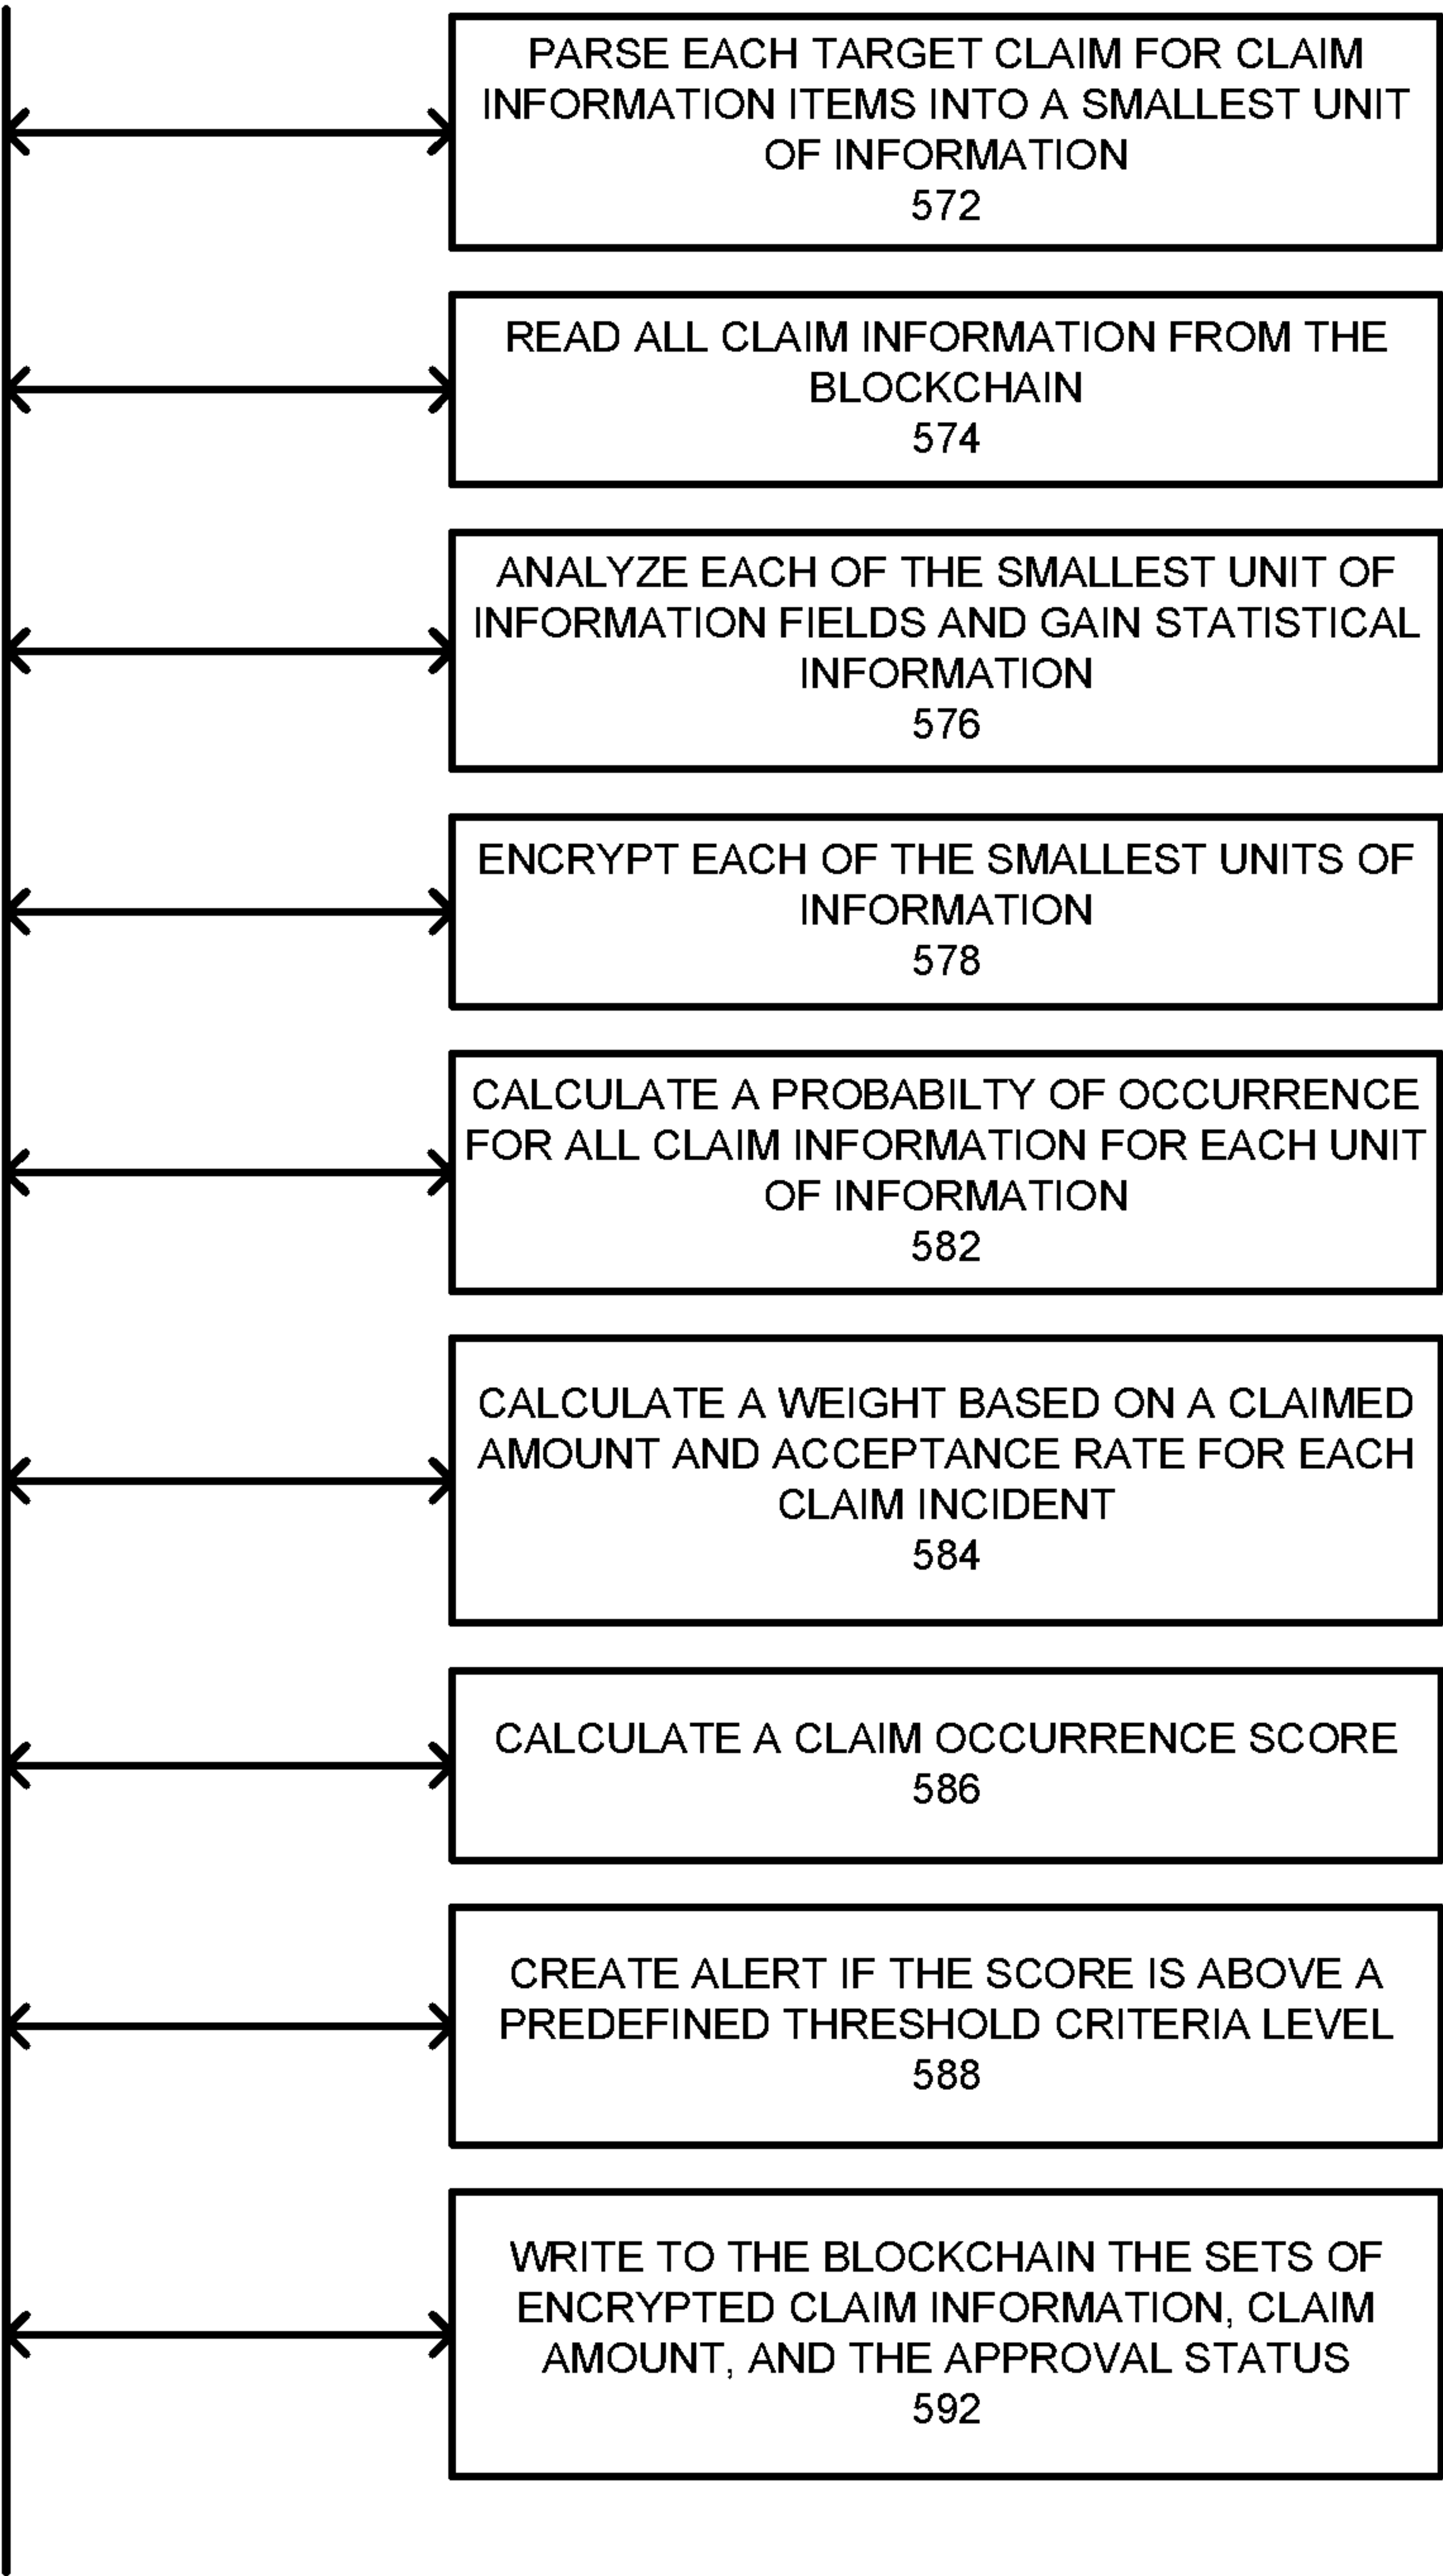 PARSE EACH TARGET CLAIM FOR CLAIM
INFORMATION ITEMS INTO A SMALLEST UNIT
OF INFORMATION
572
READ ALL CLAIM INFORMATION FROM THE
BLOCKCHAIN
574
ANALYZE EACH OF THE SMALLEST UNIT OF
INFORMATION FIELDS AND GAIN STATISTICAL
INFORMATION
576
ENCRYPT EACH OF THE SMALLEST UNITS OF
INFORMATION
578
CALCULATE A PROBABILTY OF OCCURRENCE
FOR ALL CLAIM INFORMATION FOR EACH UNIT
OF INFORMATION
582
CALCULATE A WEIGHT BASED ON A CLAIMED
AMOUNT AND ACCEPTANCE RATE FOR EACH
CLAIM INCIDENT
584
CALCULATE A CLAIM OCCURRENCE SCORE
586
CREATE ALERT IF THE SCORE IS ABOVE A
PREDEFINED THRESHOLD CRITERIA LEVEL
588
WRITE TO THE BLOCKCHAIN THE SETS OF
ENCRYPTED CLAIM INFORMATION, CLAIM
AMOUNT, AND THE APPROVAL STATUS
592